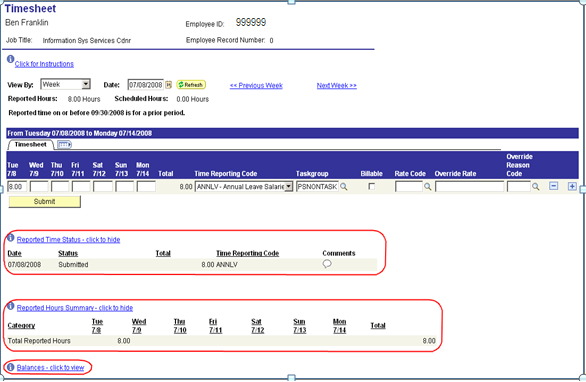 Timesheet
Ben Franklin
Employee ID: 999999
Job Title: Information Sys Services Cdnr
Employee Record Number: 0
Click for Instructions
View By: Week Date: 07/08/2008 Refresh << Previous Week Next Week >>
Reported Hours: 8.00 Hours Scheduled Hours: 0.00 Hours
Reported time on or before 09/30/2008 is for a prior period.
From Tuesday 07/08/2008 to Monday 07/14/2008
Timesheet
Tue 7/8 Wed 7/9 Thu 7/10 Fri 7/11 Sat 7/12 Sun 7/13 Mon 7/14 Total Time Reporting Code Taskgroup Billable Rate Code Override Rate Override Reason Code
8.00 8.00 ANNLV - Annual Leave Salarie PSNONTASK
Submit
Reported Time Status - click to hide
Date Status Total Time Reporting Code Comments
07/08/2008 Submitted 8.00 ANNLV
Reported Hours Summary - click to hide
Category Tue 7/8 Wed 7/9 Thu 7/10 Fri 7/11 Sat 7/12 Sun 7/13 Mon 7/14 Total
Total Reported Hours 8.00 8.00
Balances - click to view